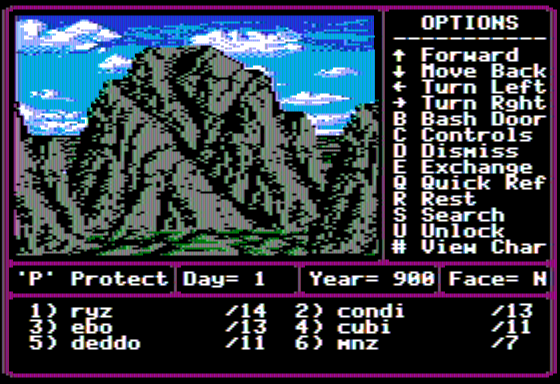 OPTIONS
------------
↑ Forward
↓ Move Back
← Turn Left
→ Turn Rght
B Bash Door
C Controls
D Dismiss
E Exchange
Q Quick Ref
R Rest
S Search
U Unlock
# View Char
'P' Protect Day= 1 Year= 900 Face= N
1) ryz /14 2) condi /13
3) ebo /13 4) cubi /11
5) deddo /11 6) mnz /7